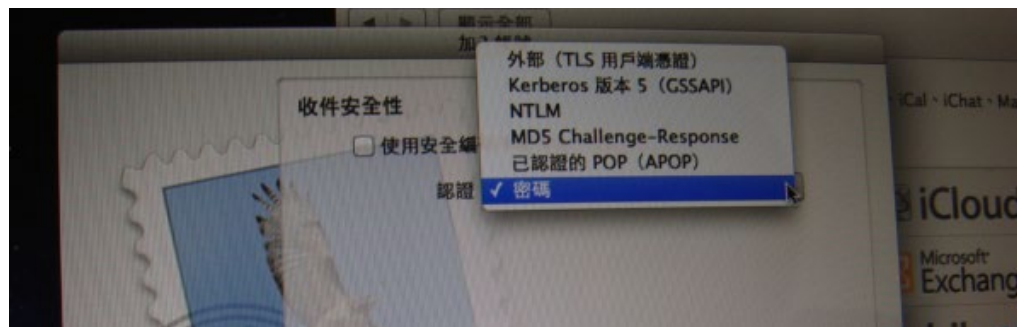 顯示全部
加入帳號
外部（TLS 用戶端憑證）
Kerberos 版本 5（GSSAPI）
NTLM
MD5 Challenge-Response
已認證的 POP（APOP）
✓ 密碼
收件安全性
使用安全
認證
iCal、iChat、Ma
iCloud
Microsoft
Exchang